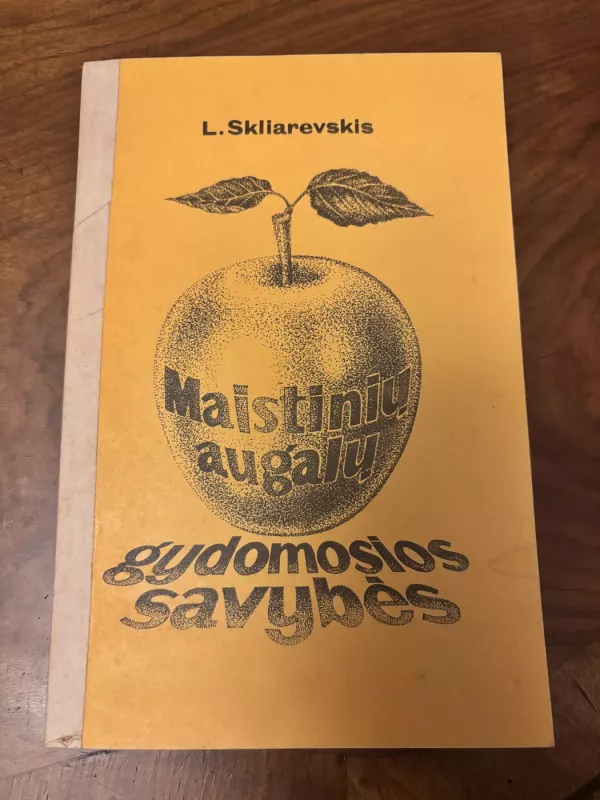 L. Skliarevskis
Maistinių
augalų
gydomosios
savybės